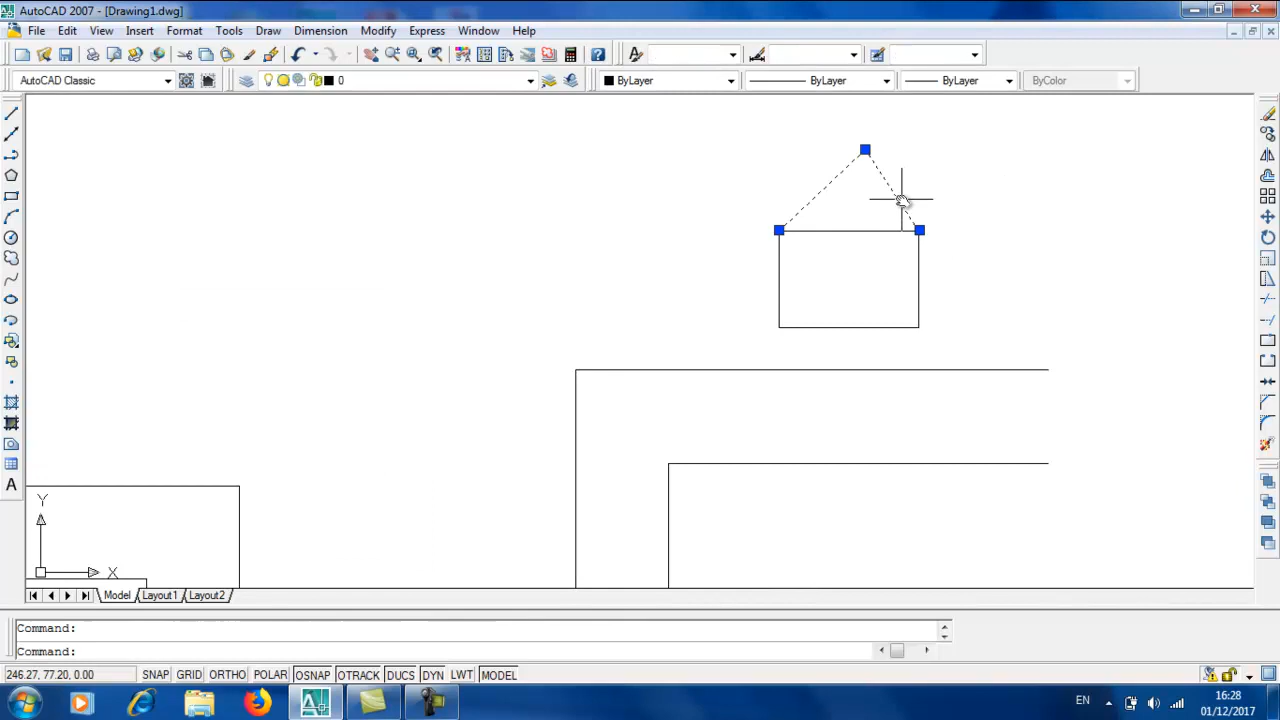 AutoCAD 2007 - [Drawing1.dwg]
File Edit View Insert Format Tools Draw Dimension Modify Express Window Help
AutoCAD Classic 0 ByLayer ByLayer ByLayer ByColor
A
Y
X
Model Layout1 Layout2
Command:
Command:
246.27, 77.20, 0.00 SNAP GRID ORTHO POLAR OSNAP OTRACK DUCS DYN LWT MODEL
EN 16:28
01/12/2017